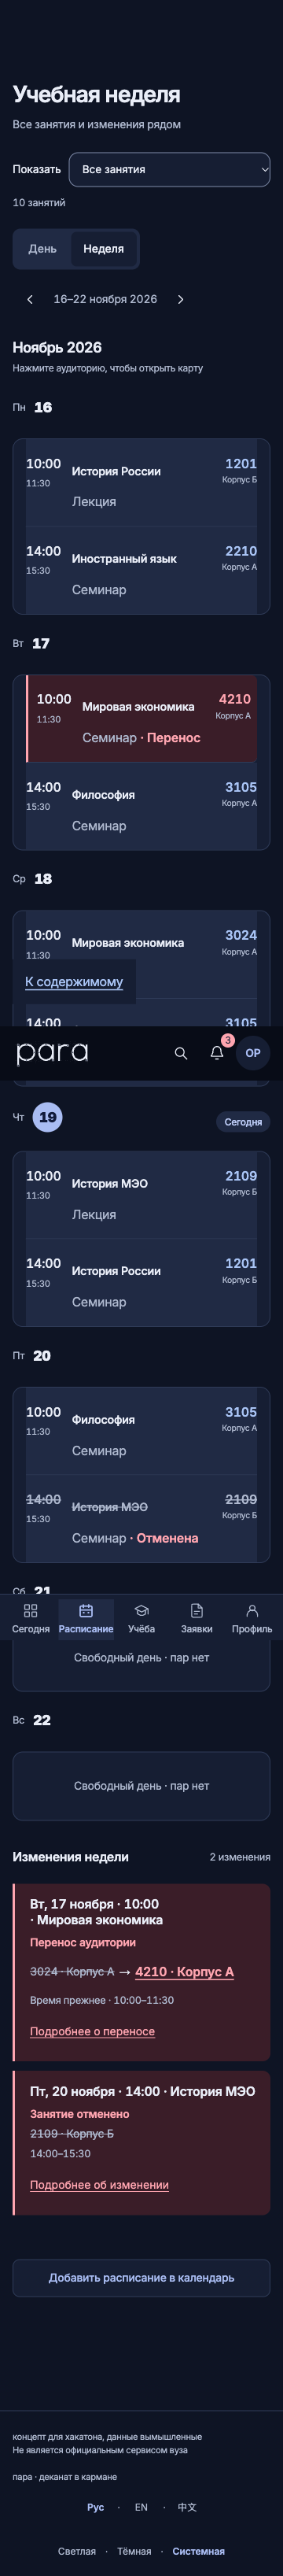 Учебная неделя
Все занятия и изменения рядом
Показать Все занятия
10 занятий
День Неделя
16–22 ноября 2026
Ноябрь 2026
Нажмите аудиторию, чтобы открыть карту
Пн 16
10:00 История России 1201
11:30 Корпус Б
Лекция
14:00 Иностранный язык 2210
15:30 Корпус А
Семинар
Вт 17
10:00 Мировая экономика 4210
11:30 Корпус А
Семинар · Перенос
14:00 Философия 3105
15:30 Корпус А
Семинар
Ср 18
10:00 Мировая экономика 3024
11:30 Корпус А
К содержимому
14:00 3105
para 3 ОР
Чт 19 Сегодня
10:00 История МЭО 2109
11:30 Корпус Б
Лекция
14:00 История России 1201
15:30 Корпус Б
Семинар
Пт 20
10:00 Философия 3105
11:30 Корпус А
Семинар
14:00 История МЭО 2109
15:30 Корпус Б
Семинар · Отменена
Сб 21
Сегодня Расписание Учёба Заявки Профиль
Свободный день · пар нет
Вс 22
Свободный день · пар нет
Изменения недели 2 изменения
Вт, 17 ноября · 10:00
· Мировая экономика
Перенос аудитории
3024 · Корпус А → 4210 · Корпус А
Время прежнее · 10:00–11:30
Подробнее о переносе
Пт, 20 ноября · 14:00 · История МЭО
Занятие отменено
2109 · Корпус Б
14:00–15:30
Подробнее об изменении
Добавить расписание в календарь
концепт для хакатона, данные вымышленные
Не является официальным сервисом вуза
пара · деканат в кармане
Рус · EN · 中文
Светлая · Тёмная · Системная